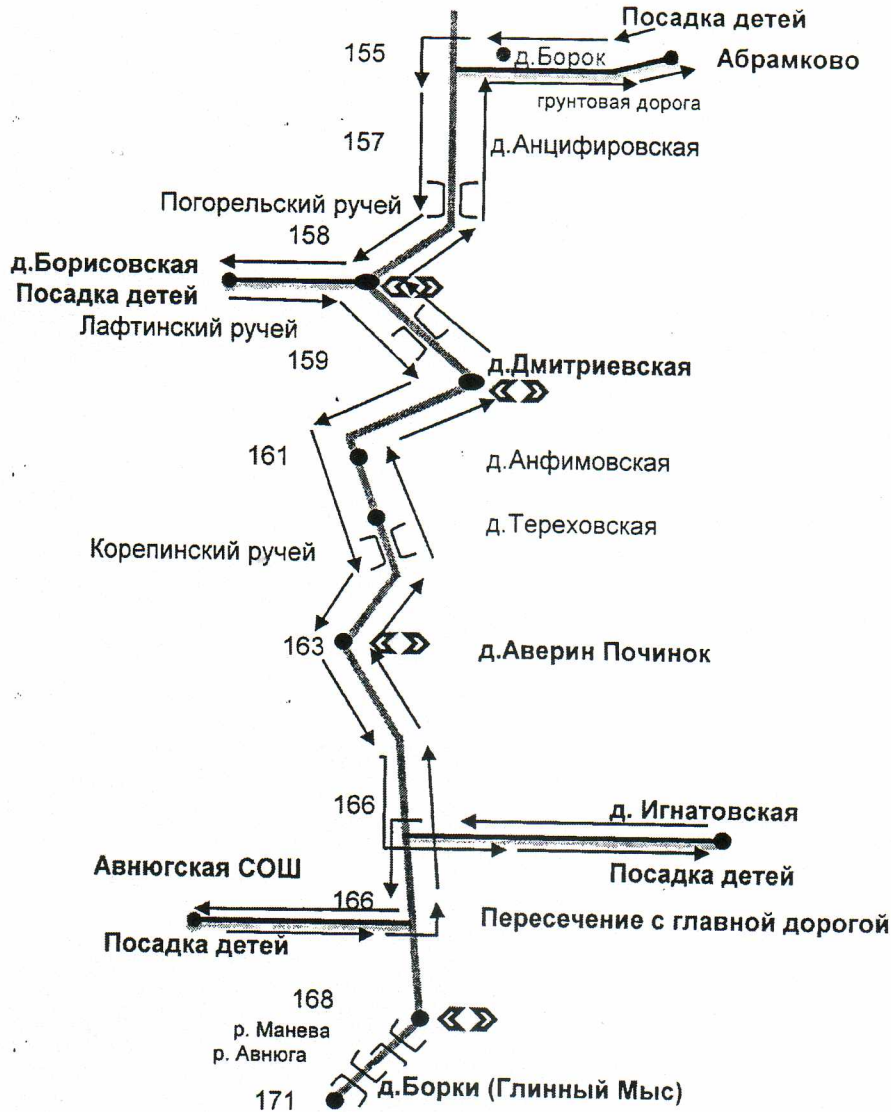 Посадка детей
155
д.Борок
Абрамково
грунтовая дорога
157
д.Анцифировская
Погорельский ручей
158
д.Борисовская
Посадка детей
Лафтинский ручей
159
д.Дмитриевская
161
д.Анфимовская
д.Тереховская
Корепинский ручей
163
д.Аверин Починок
166
д. Игнатовская
Авнюгская СОШ
Посадка детей
166
Пересечение с главной дорогой
Посадка детей
168
р. Манева
р. Авнюга
д.Борки (Глинный Мыс)
171